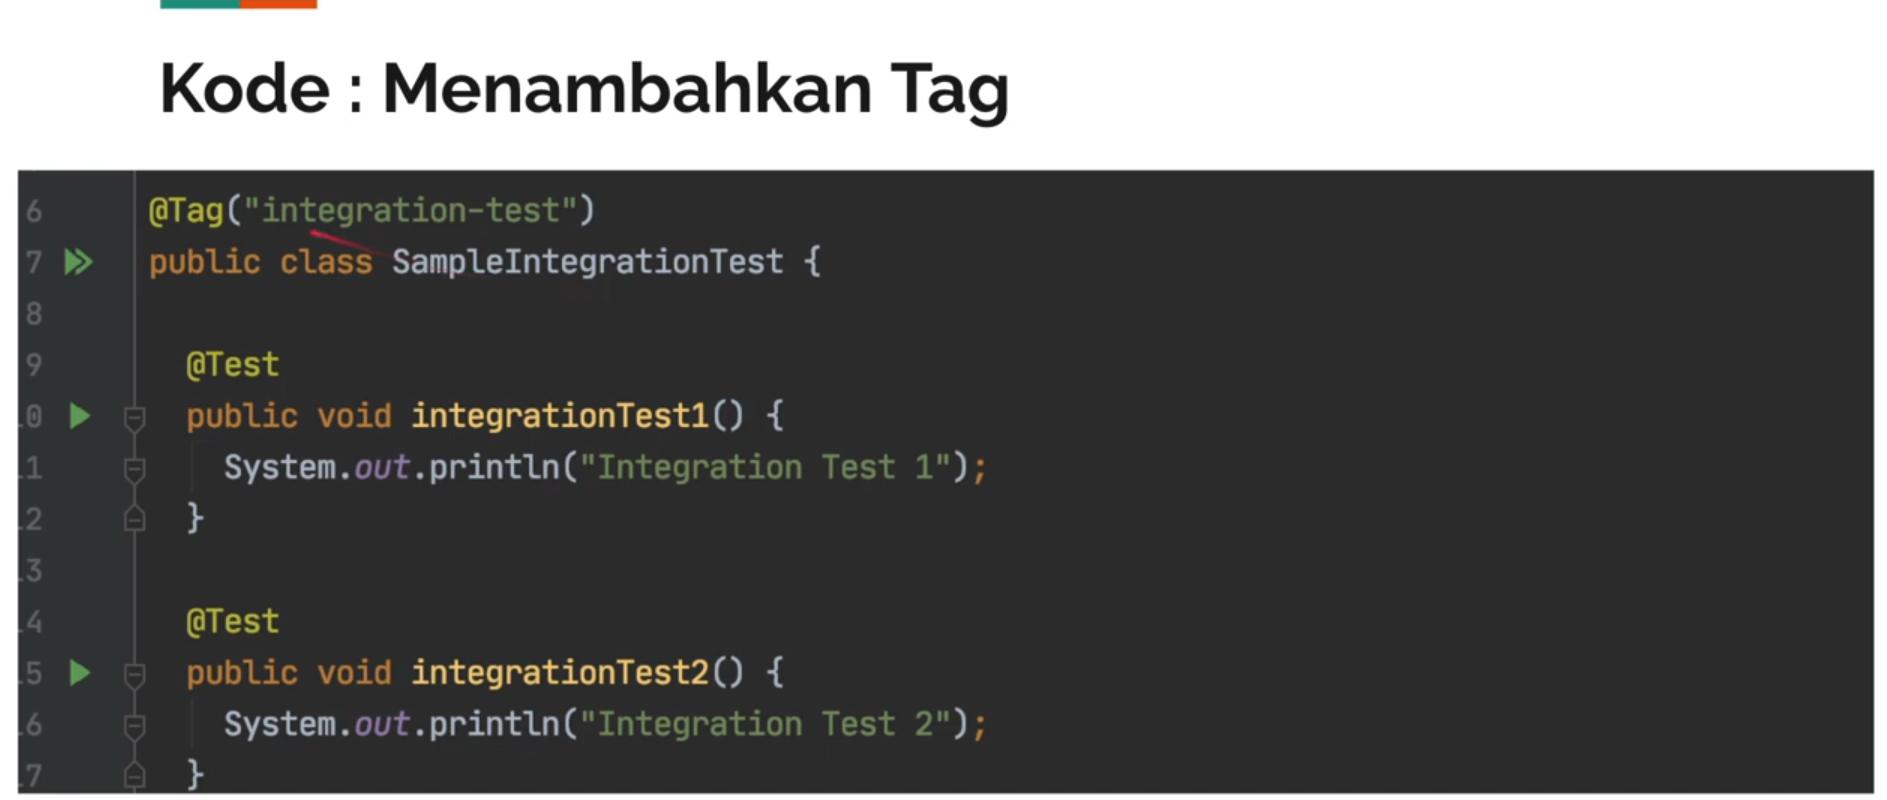 Kode : Menambahkan Tag
6 @Tag("integration-test")
7 public class SampleIntegrationTest {
8
9 @Test
.0 public void integrationTest1() {
.1 System.out.println("Integration Test 1");
.2 }
.3
.4 @Test
.5 public void integrationTest2() {
.6 System.out.println("Integration Test 2");
.7 }